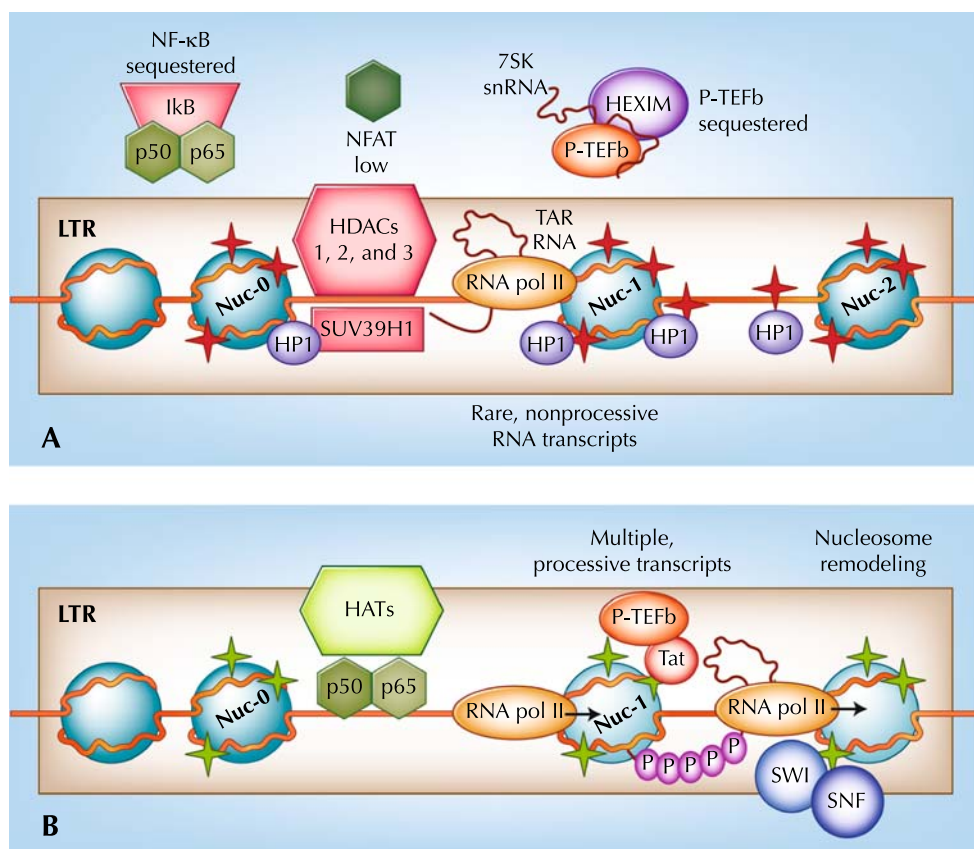 NF-κB
sequestered
IkB
p50
p65
NFAT
low
7SK
snRNA
HEXIM
P-TEFb
P-TEFb
sequestered
LTR
HDACs
1, 2, and 3
TAR
RNA
RNA pol II
Nuc-0
Nuc-1
Nuc-2
HP1
SUV39H1
HP1
HP1
HP1
Rare, nonprocessive
RNA transcripts
A
Multiple,
processive transcripts
Nucleosome
remodeling
LTR
HATs
P-TEFb
Tat
p50
p65
Nuc-0
RNA pol II
Nuc-1
RNA pol II
P
P
P
P
P
SWI
SNF
B